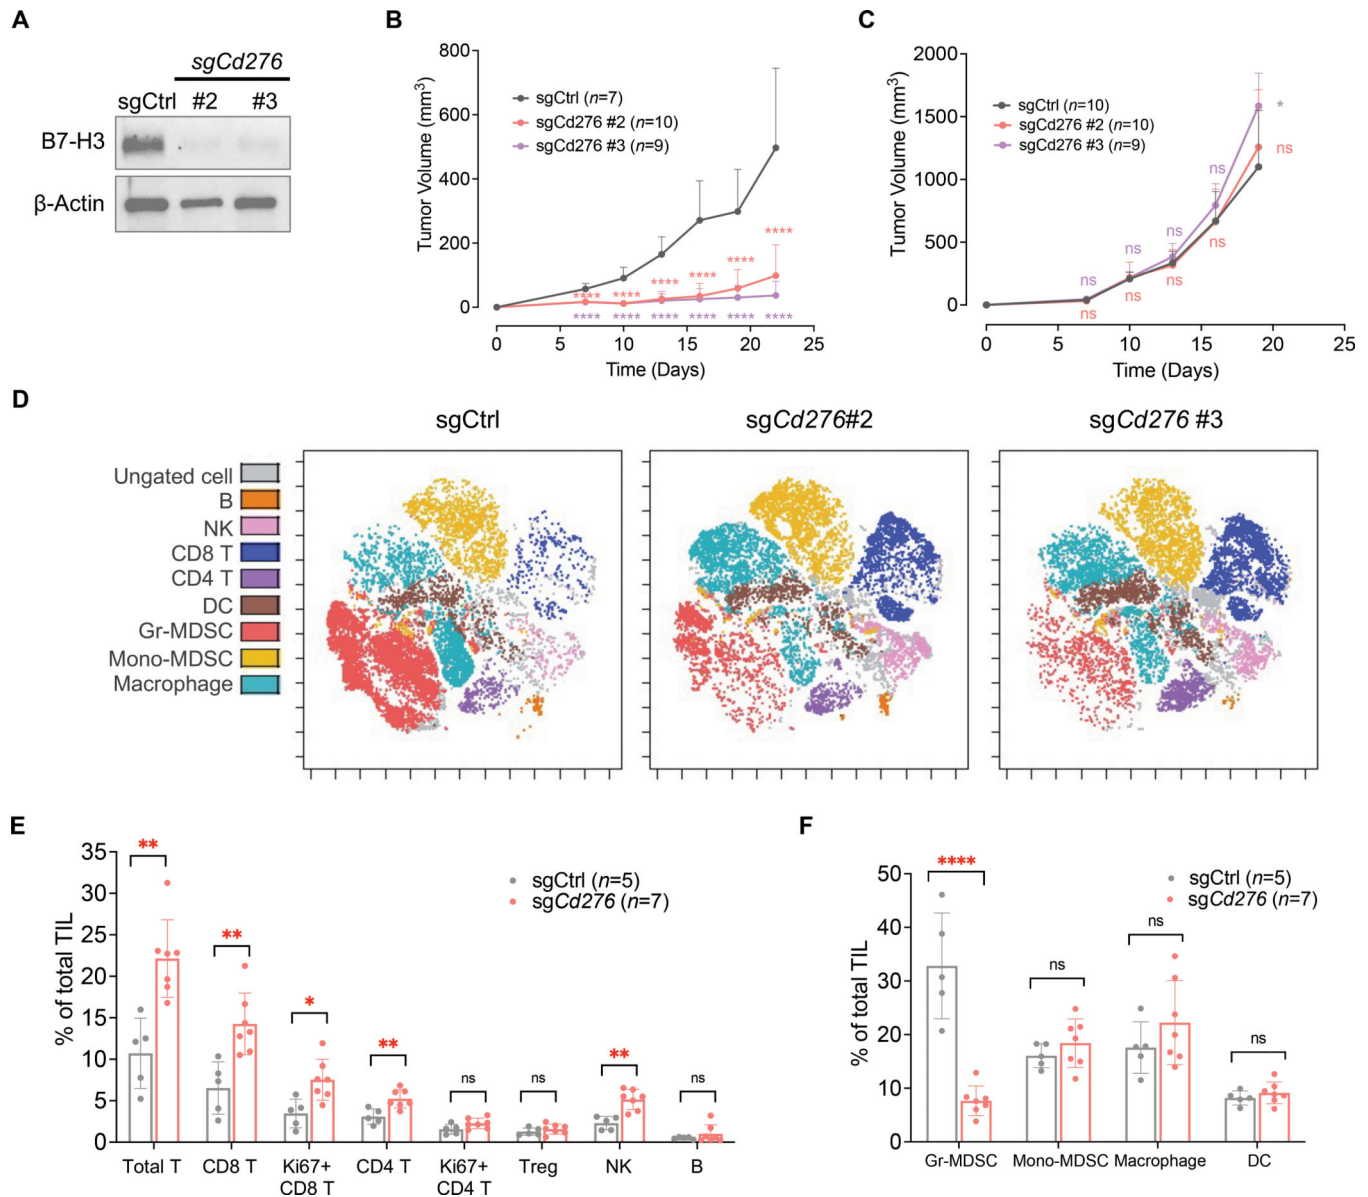 A
sgCd276
sgCtrl #2 #3
B7-H3
β-Actin
B
800
600
400
200
0
Tumor Volume (mm3)
sgCtrl (n=7)
sgCd276 #2 (n=10)
sgCd276 #3 (n=9)
**** **** **** **** **** ****
**** **** **** **** **** ****
0 5 10 15 20 25
Time (Days)
C
2000
1500
1000
500
0
Tumor Volume (mm3)
sgCtrl (n=10)
sgCd276 #2 (n=10)
sgCd276 #3 (n=9)
ns ns ns ns *
ns ns ns ns ns
0 5 10 15 20 25
Time (Days)
D
sgCtrl
sgCd276#2
sgCd276 #3
Ungated cell
B
NK
CD8 T
CD4 T
DC
Gr-MDSC
Mono-MDSC
Macrophage
E
35
30
25
20
15
10
5
0
% of total TIL
sgCtrl (n=5)
sgCd276 (n=7)
** ** * ** ns ns ** ns
Total T CD8 T Ki67+ CD4 T Ki67+ Treg NK B
CD8 T CD4 T
F
50
40
30
20
10
0
% of total TIL
sgCtrl (n=5)
sgCd276 (n=7)
**** ns ns ns
Gr-MDSC Mono-MDSC Macrophage DC